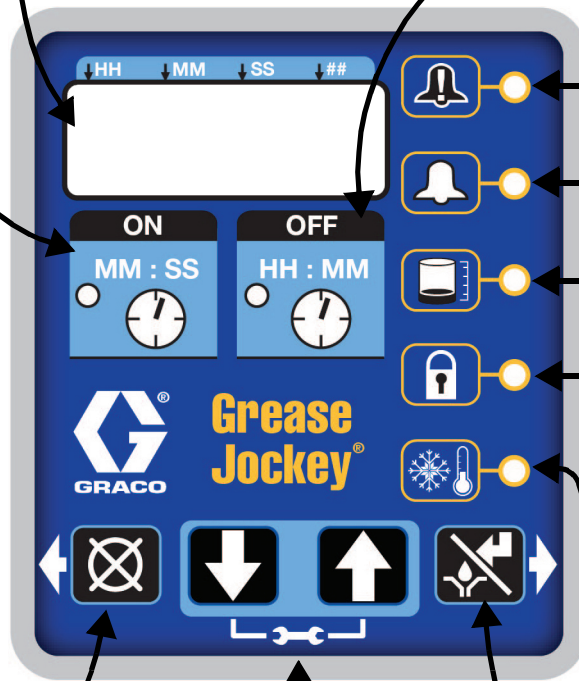 HH MM SS ##
ON OFF
MM : SS HH : MM
GRACO ®
Grease
Jockey®